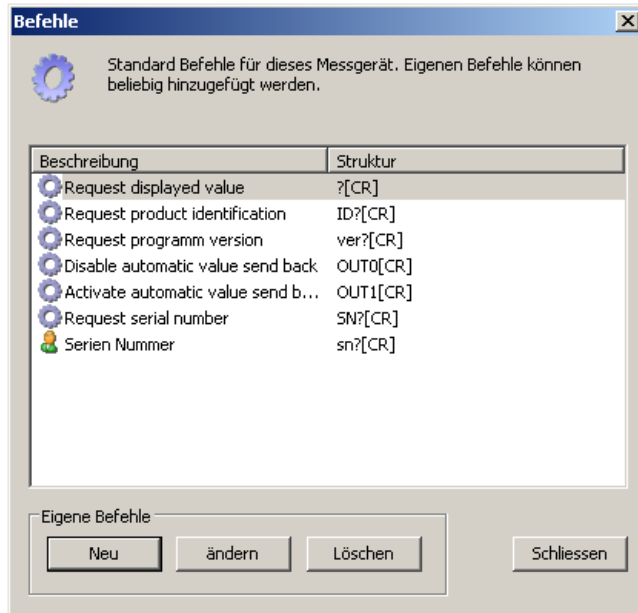 Befehle
Standard Befehle für dieses Messgerät. Eigenen Befehle können
beliebig hinzugefügt werden.
Beschreibung Struktur
Request displayed value ?[CR]
Request product identification ID?[CR]
Request programm version ver?[CR]
Disable automatic value send back OUT0[CR]
Activate automatic value send b... OUT1[CR]
Request serial number SN?[CR]
Serien Nummer sn?[CR]
Eigene Befehle
Neu ändern Löschen Schliessen